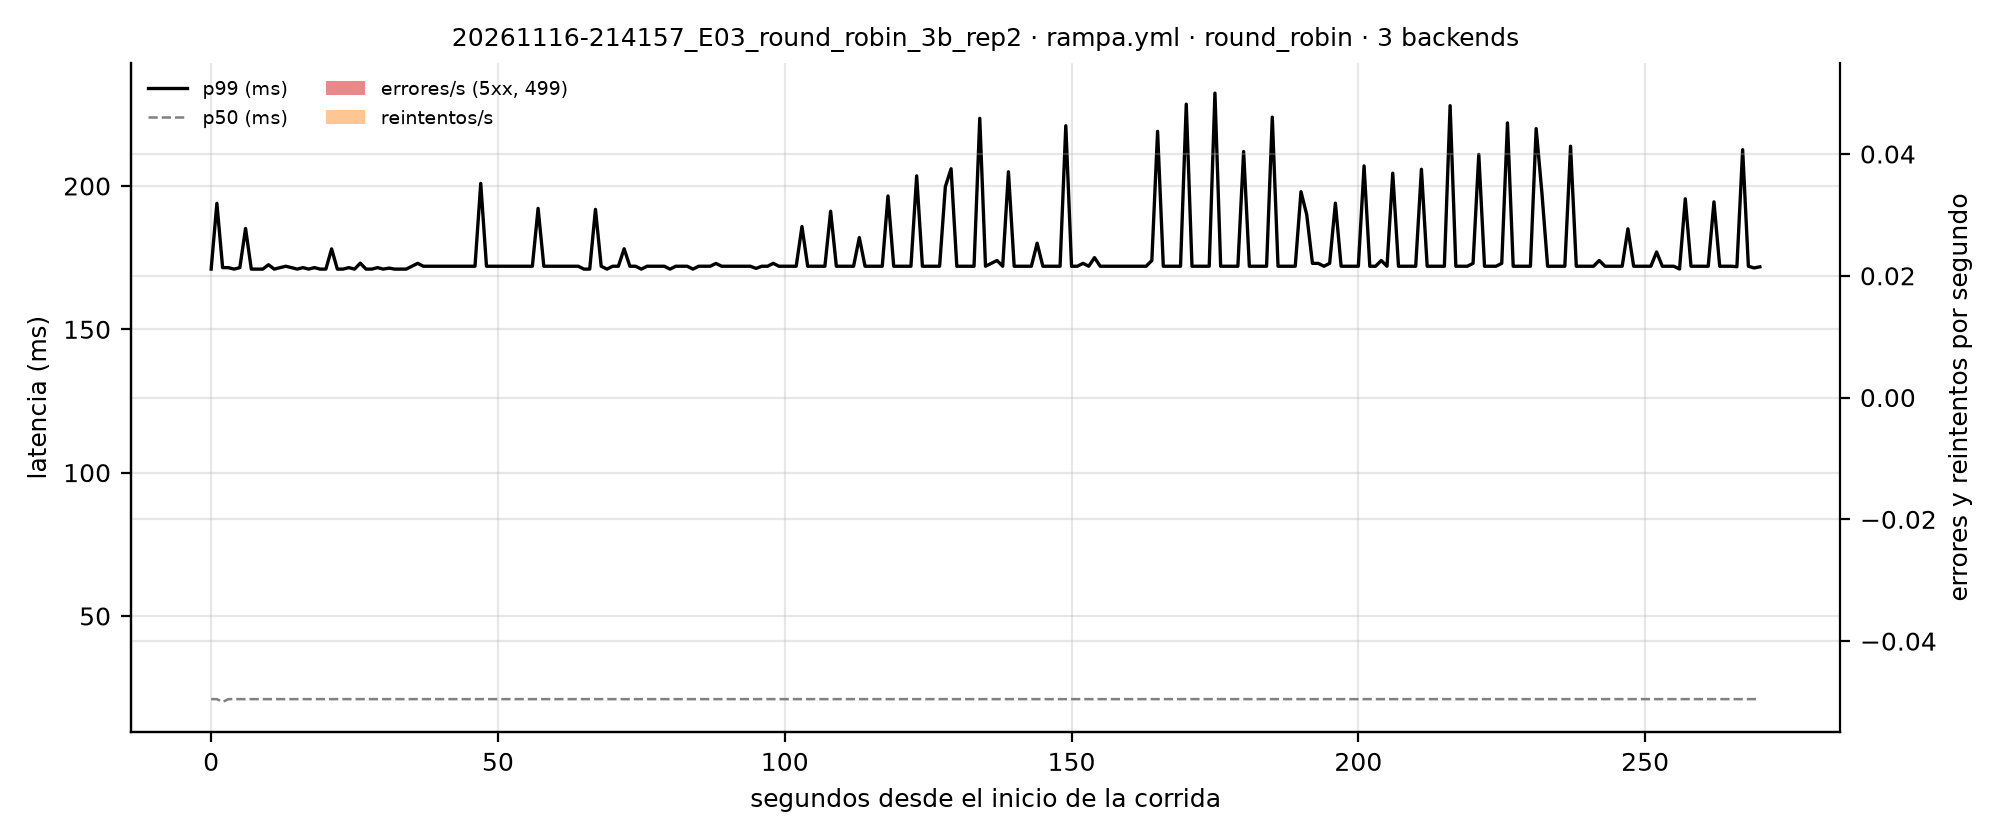 20261116-214157_E03_round_robin_3b_rep2 · rampa.yml · round_robin · 3 backends
p99 (ms)
p50 (ms)
errores/s (5xx, 499)
reintentos/s
latencia (ms)
200
150
100
50
0
50
100
150
200
250
segundos desde el inicio de la corrida
0.04
0.02
0.00
−0.02
−0.04
errores y reintentos por segundo